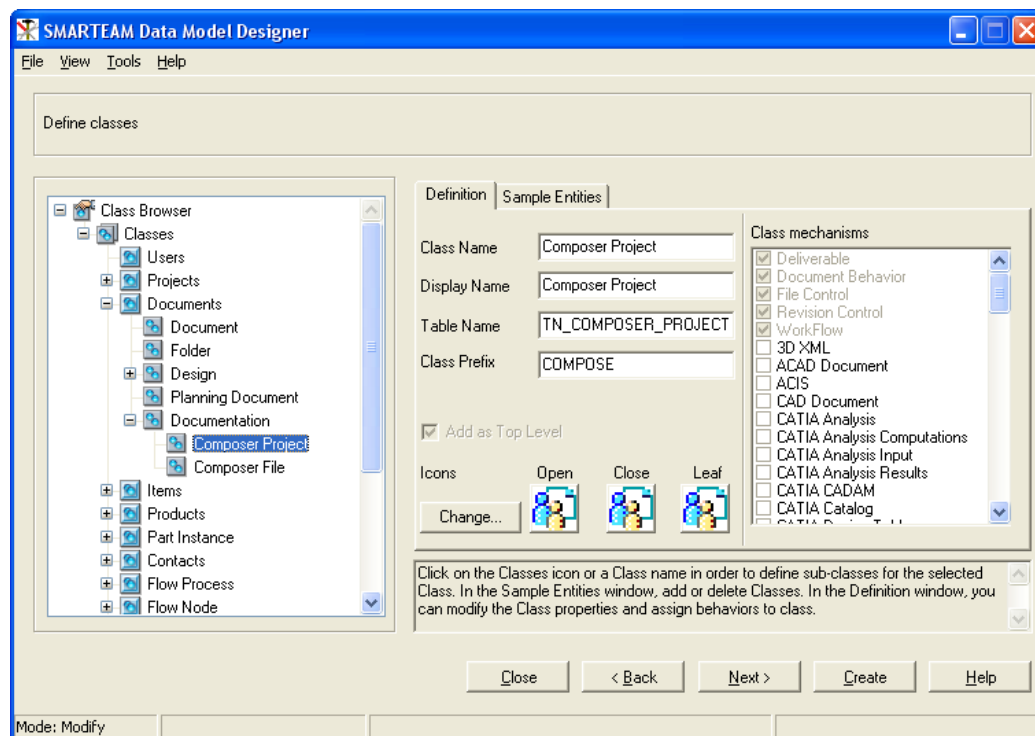 SMARTEAM Data Model Designer
File View Tools Help
Define classes
Class Browser
Classes
Users
Projects
Documents
Document
Folder
Design
Planning Document
Documentation
Composer Project
Composer File
Items
Products
Part Instance
Contacts
Flow Process
Flow Node
Definition Sample Entities
Class Name Composer Project
Display Name Composer Project
Table Name TN_COMPOSER_PROJECT
Class Prefix COMPOSE
Add as Top Level
Icons Open Close Leaf
Change...
Class mechanisms
Deliverable
Document Behavior
File Control
Revision Control
WorkFlow
3D XML
ACAD Document
ACIS
CAD Document
CATIA Analysis
CATIA Analysis Computations
CATIA Analysis Input
CATIA Analysis Results
CATIA CADAM
CATIA Catalog
Click on the Classes icon or a Class name in order to define sub-classes for the selected
Class. In the Sample Entities window, add or delete Classes. In the Definition window, you
can modify the Class properties and assign behaviors to class.
Close < Back Next > Create Help
Mode: Modify